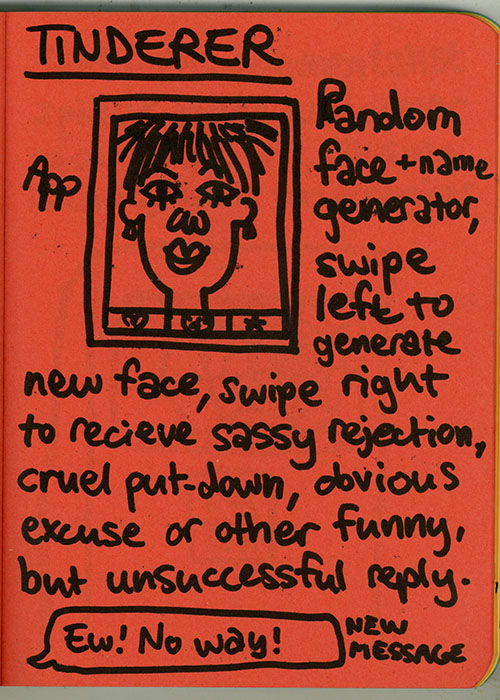 TINDERER
App
Random
face + name
generator,
swipe
left to
generate
new face, swipe right
to recieve sassy rejection,
cruel put-down, obvious
excuse or other funny,
but unsuccessful reply.
Ew! No way!
NEW
MESSAGE